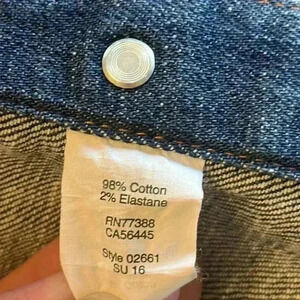 98% Cotton
2% Elastane
RN77388
CA56445
Style 02661
SU 16